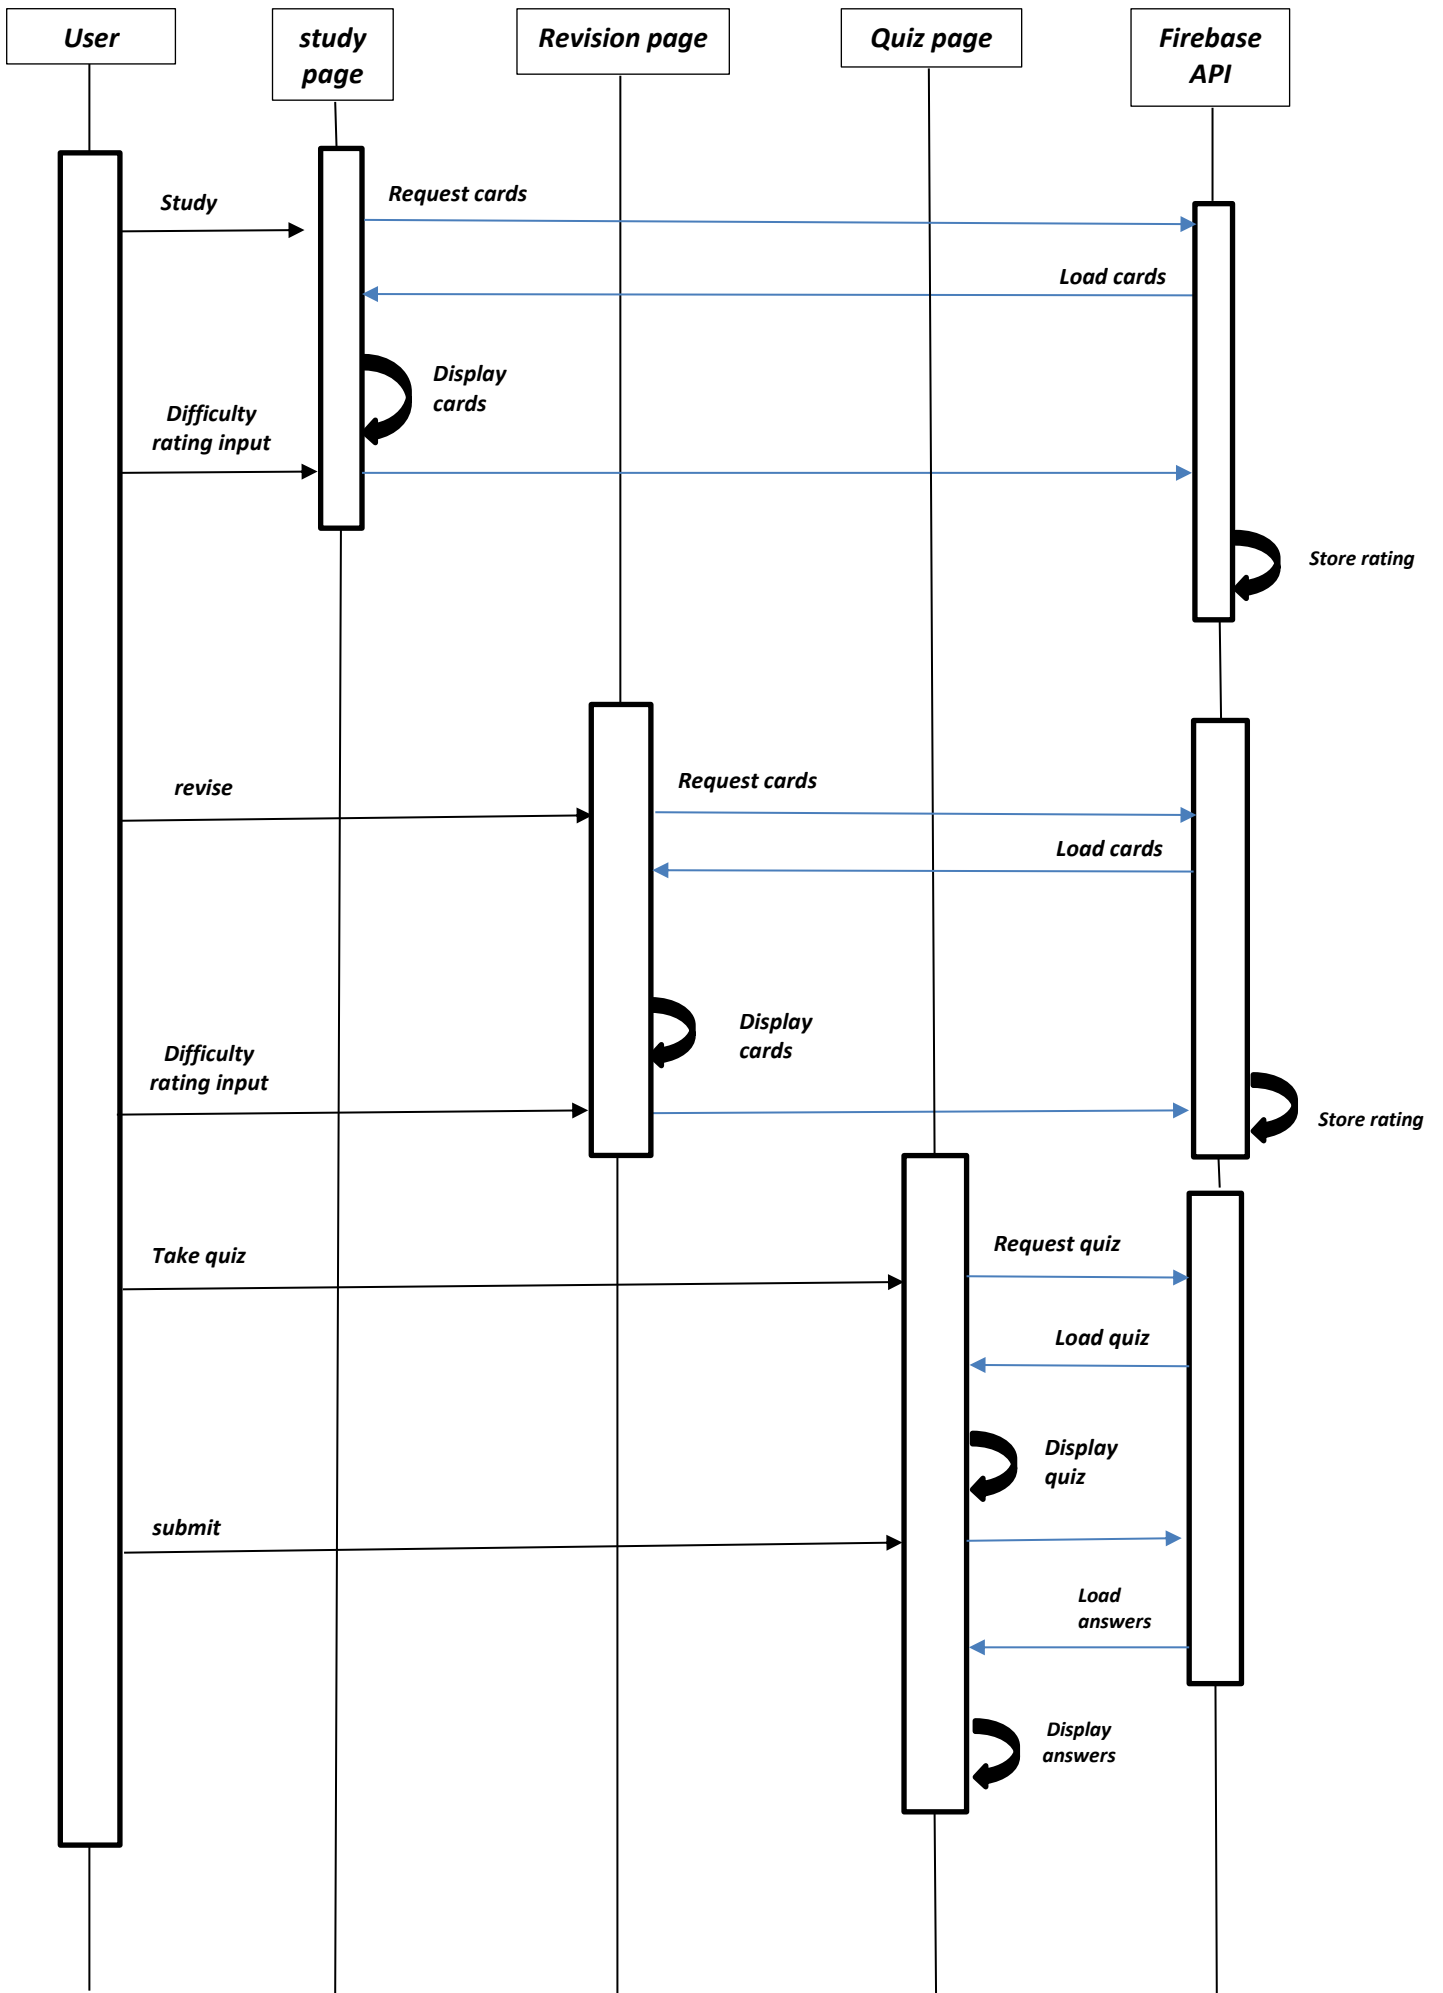 User
study
page
Revision page
Quiz page
Firebase
API
Study
Request cards
Load cards
Display
cards
Difficulty
rating input
Store rating
revise
Request cards
Load cards
Display
cards
Difficulty
rating input
Store rating
Take quiz
Request quiz
Load quiz
Display
quiz
submit
Load
answers
Display
answers